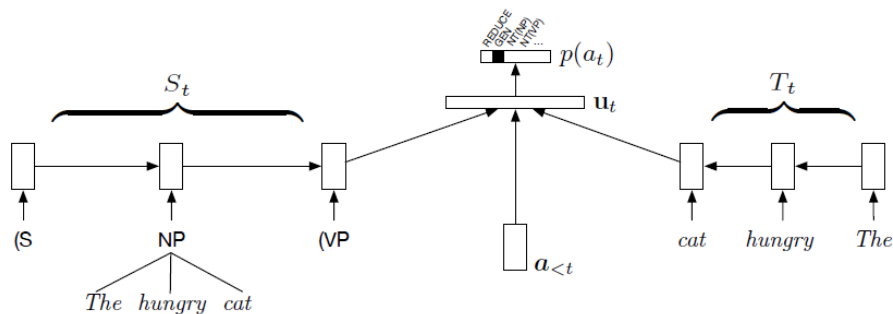 REDUCE
GEN
NT(NP)
NT(VP)
...
p(a_t)
S_t
T_t
u_t
(S
NP
(VP
cat
hungry
The
a_{<t}
The hungry cat